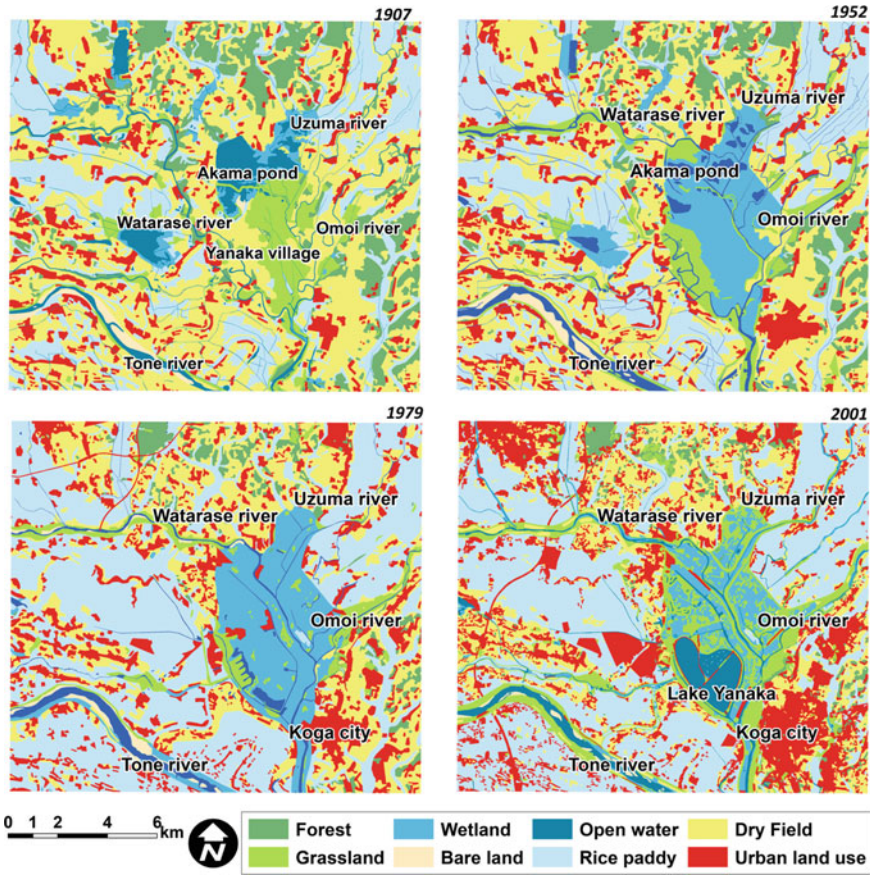 1907
Uzuma river
Akama pond
Watarase river
Omoi river
Yanaka village
Tone river
1952
Uzuma river
Watarase river
Akama pond
Omoi river
Tone river
1979
Uzuma river
Watarase river
Omoi river
Koga city
Tone river
2001
Uzuma river
Watarase river
Omoi river
Lake Yanaka
Koga city
Tone river
0 1 2 4 6 km
N
Forest Wetland Open water Dry Field
Grassland Bare land Rice paddy Urban land use